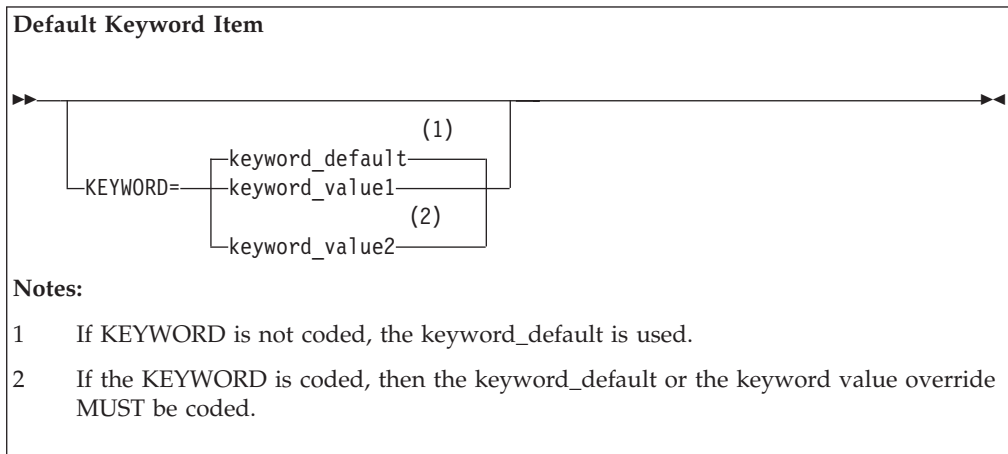 Default Keyword Item
(1)
keyword_default
KEYWORD= keyword_value1
(2)
keyword_value2
Notes:
1 If KEYWORD is not coded, the keyword_default is used.
2 If the KEYWORD is coded, then the keyword_default or the keyword value override
MUST be coded.